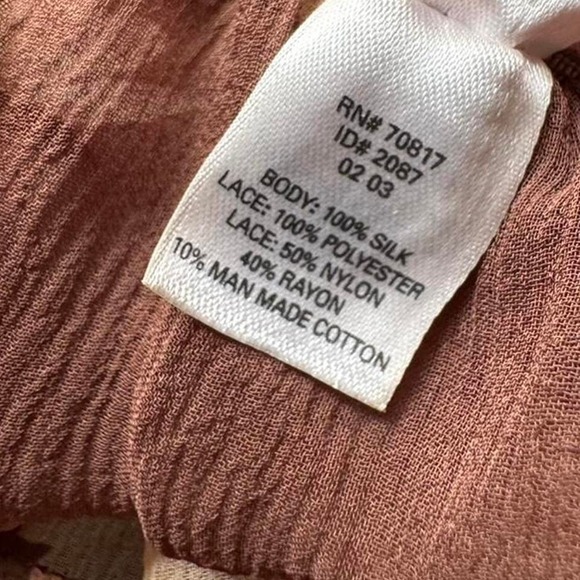 RN# 70817
ID# 2087
02 03
BODY: 100% SILK
LACE: 100% POLYESTER
LACE: 50% NYLON
40% RAYON
10% MAN MADE COTTON